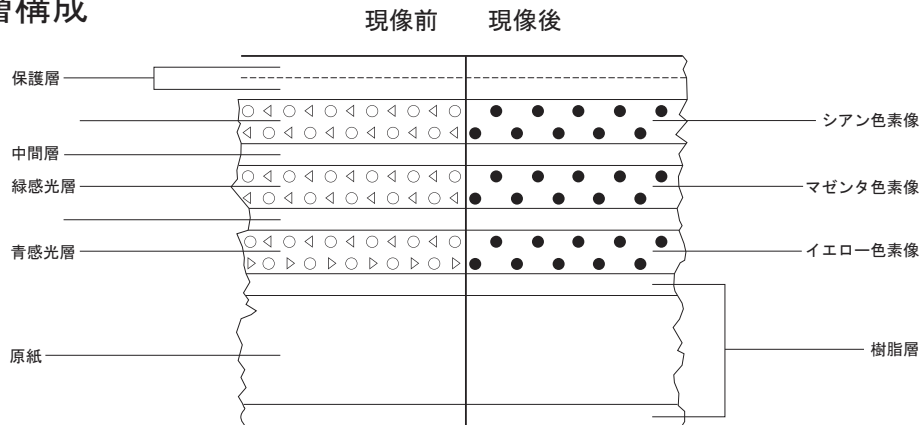 層構成
現像前 現像後
保護層
シアン色素像
中間層
緑感光層
マゼンタ色素像
青感光層
イエロー色素像
原紙
樹脂層